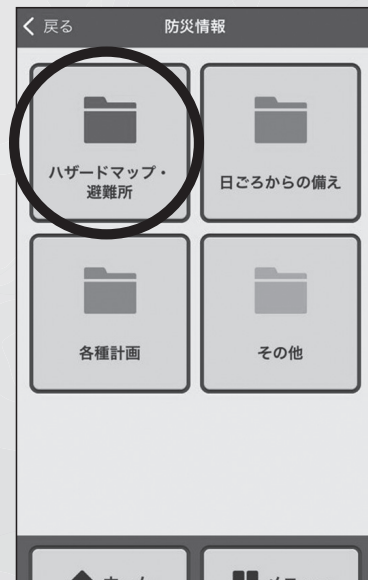 戻る
防災情報
ハザードマップ・
避難所
日ごろからの備え
各種計画
その他